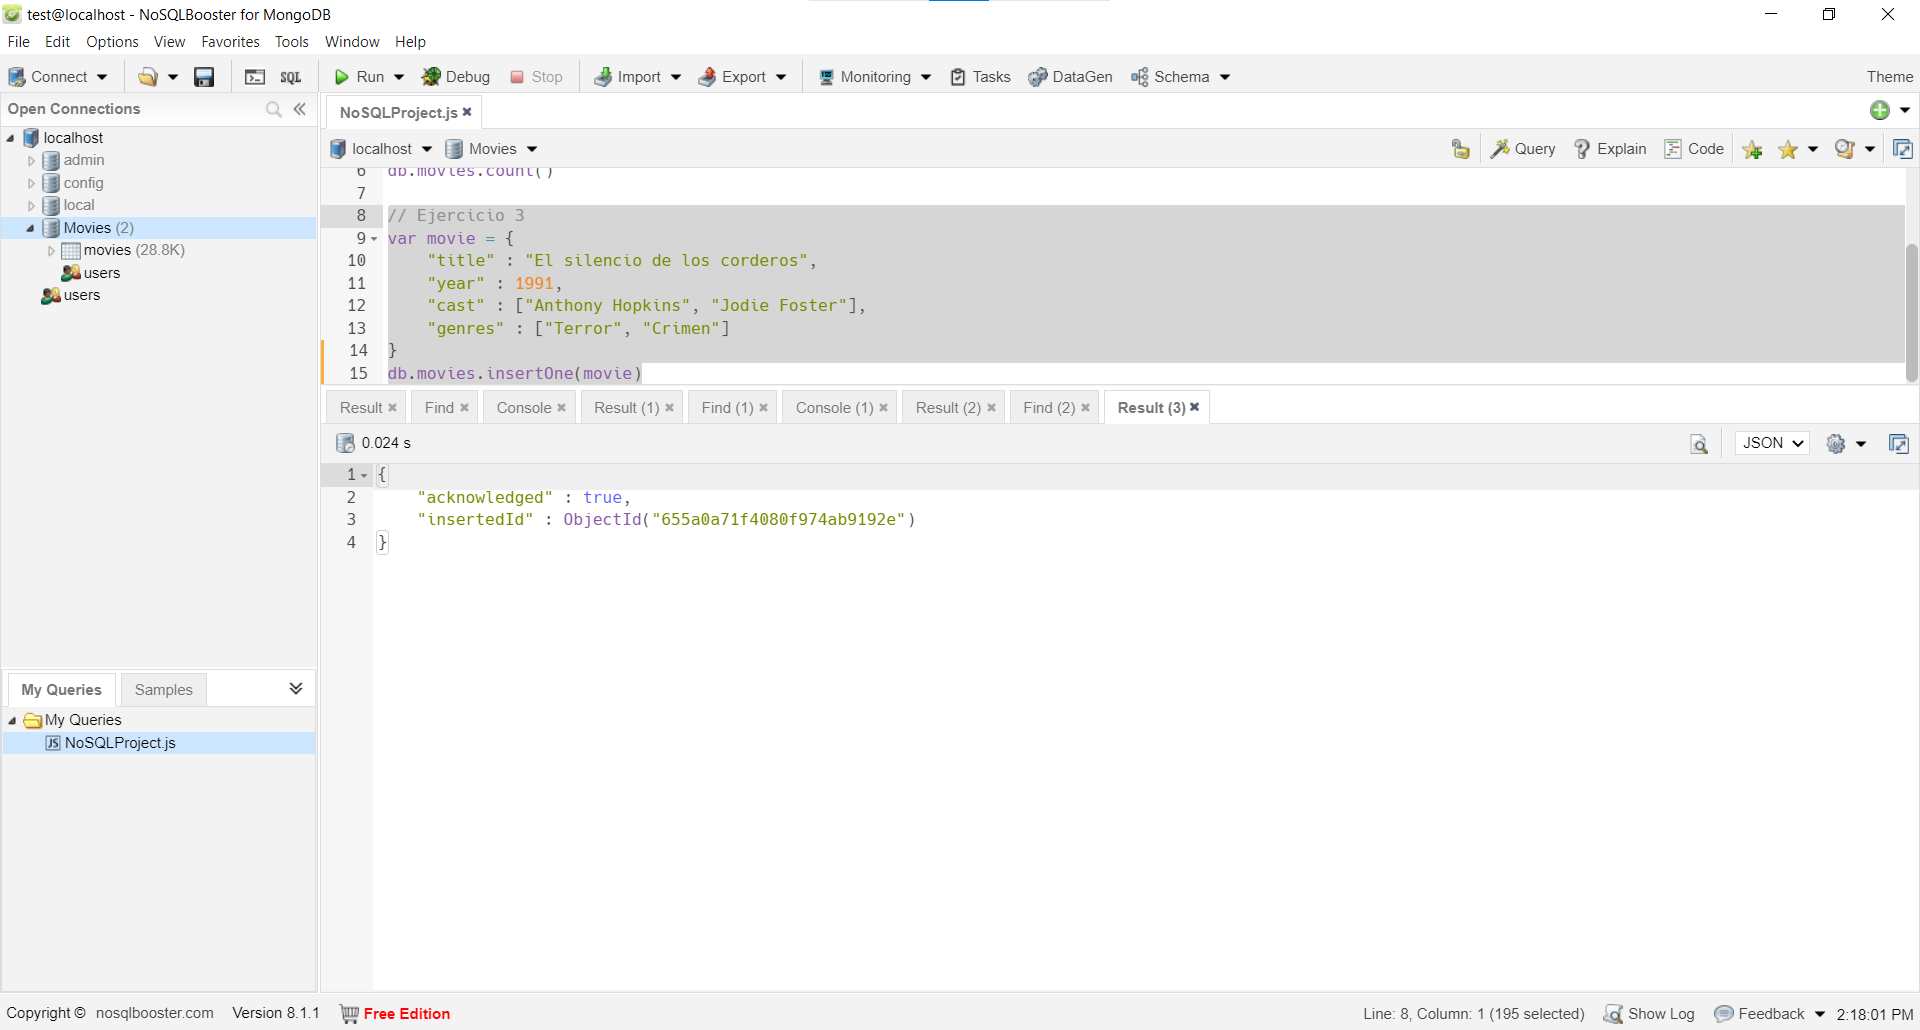 test@localhost - NoSQLBooster for MongoDB
File Edit Options View Favorites Tools Window Help
Connect SQL Run Debug Stop Import Export Monitoring Tasks DataGen Schema Theme
Open Connections
localhost
admin
config
local
Movies (2)
movies (28.8K)
users
users
My Queries Samples
My Queries
JS NoSQLProject.js
NoSQLProject.js
localhost Movies Query Explain Code
6 db.movies.count()
7
8 // Ejercicio 3
9 var movie = {
10 "title" : "El silencio de los corderos",
11 "year" : 1991,
12 "cast" : ["Anthony Hopkins", "Jodie Foster"],
13 "genres" : ["Terror", "Crimen"]
14 }
15 db.movies.insertOne(movie)
Result Find Console Result (1) Find (1) Console (1) Result (2) Find (2) Result (3)
0.024 s JSON
1 {
2 "acknowledged" : true,
3 "insertedId" : ObjectId("655a0a71f4080f974ab9192e")
4 }
Copyright © nosqlbooster.com Version 8.1.1 Free Edition Line: 8, Column: 1 (195 selected) Show Log Feedback 2:18:01 PM